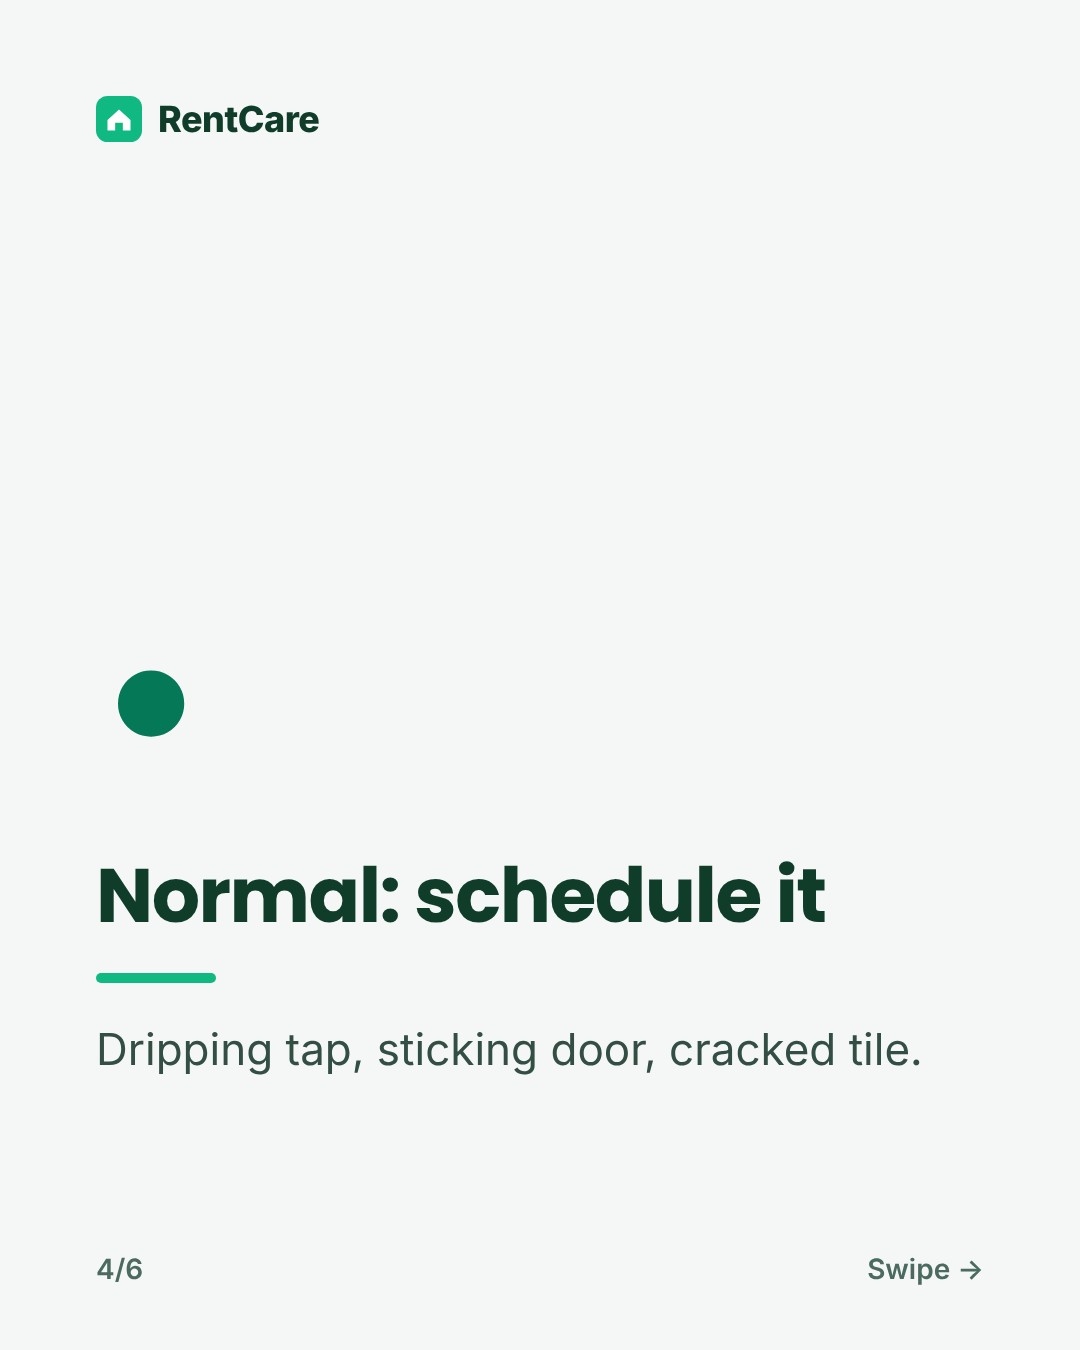 RentCare
Normal: schedule it
Dripping tap, sticking door, cracked tile.
4/6
Swipe →